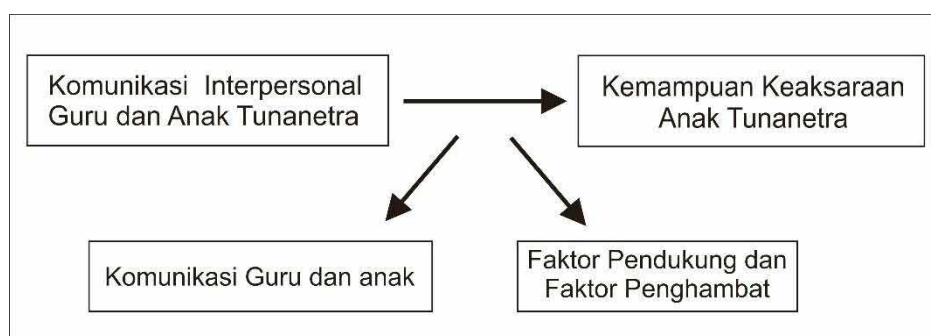 Komunikasi Interpersonal
Guru dan Anak Tunanetra
Kemampuan Keaksaraan
Anak Tunanetra
Komunikasi Guru dan anak
Faktor Pendukung dan
Faktor Penghambat